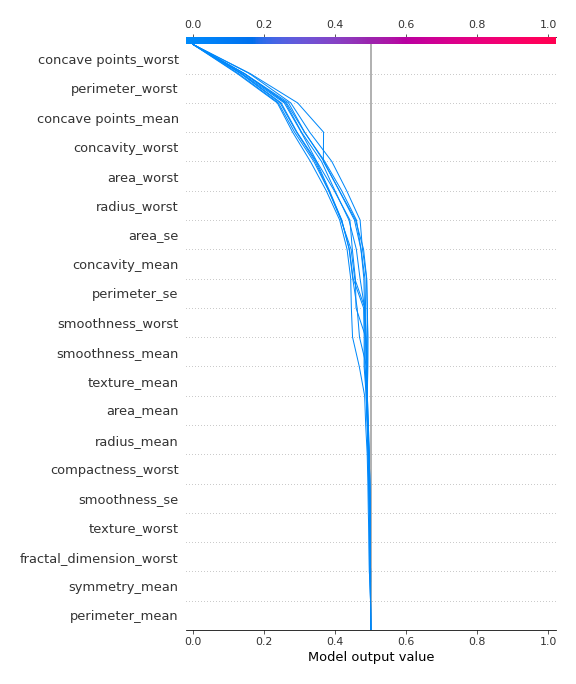 0.0 0.2 0.4 0.6 0.8 1.0
concave points_worst
perimeter_worst
concave points_mean
concavity_worst
area_worst
radius_worst
area_se
concavity_mean
perimeter_se
smoothness_worst
smoothness_mean
texture_mean
area_mean
radius_mean
compactness_worst
smoothness_se
texture_worst
fractal_dimension_worst
symmetry_mean
perimeter_mean
0.0 0.2 0.4 0.6 0.8 1.0
Model output value